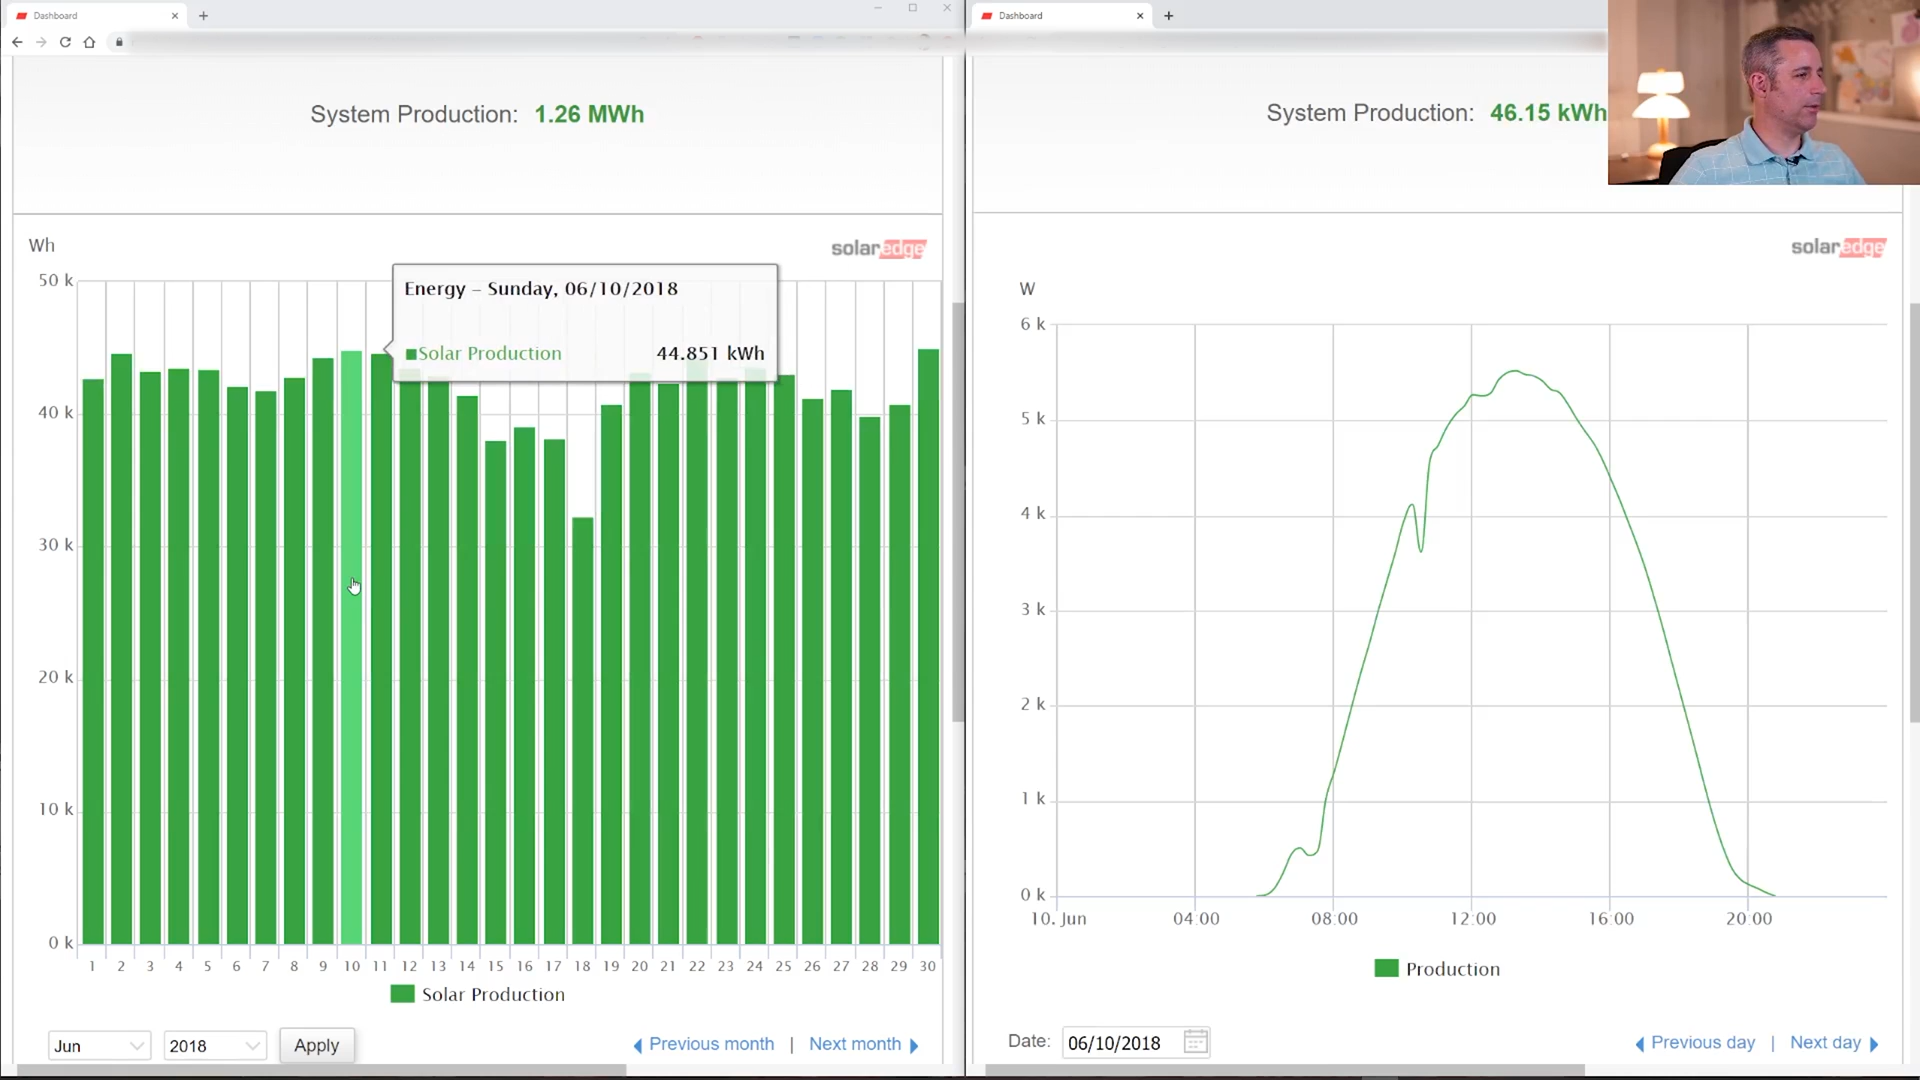 Dashboard
System Production: 1.26 MWh
Wh
solaredge
50 k
40 k
30 k
20 k
10 k
0 k
Energy – Sunday, 06/10/2018
Solar Production 44.851 kWh
1 2 3 4 5 6 7 8 9 10 11 12 13 14 15 16 17 18 19 20 21 22 23 24 25 26 27 28 29 30
Solar Production
Jun 2018 Apply Previous month | Next month
Dashboard
System Production: 46.15 kWh
solaredge
W
6 k
5 k
4 k
3 k
2 k
1 k
0 k
10. Jun 04:00 08:00 12:00 16:00 20:00
Production
Date: 06/10/2018 Previous day | Next day